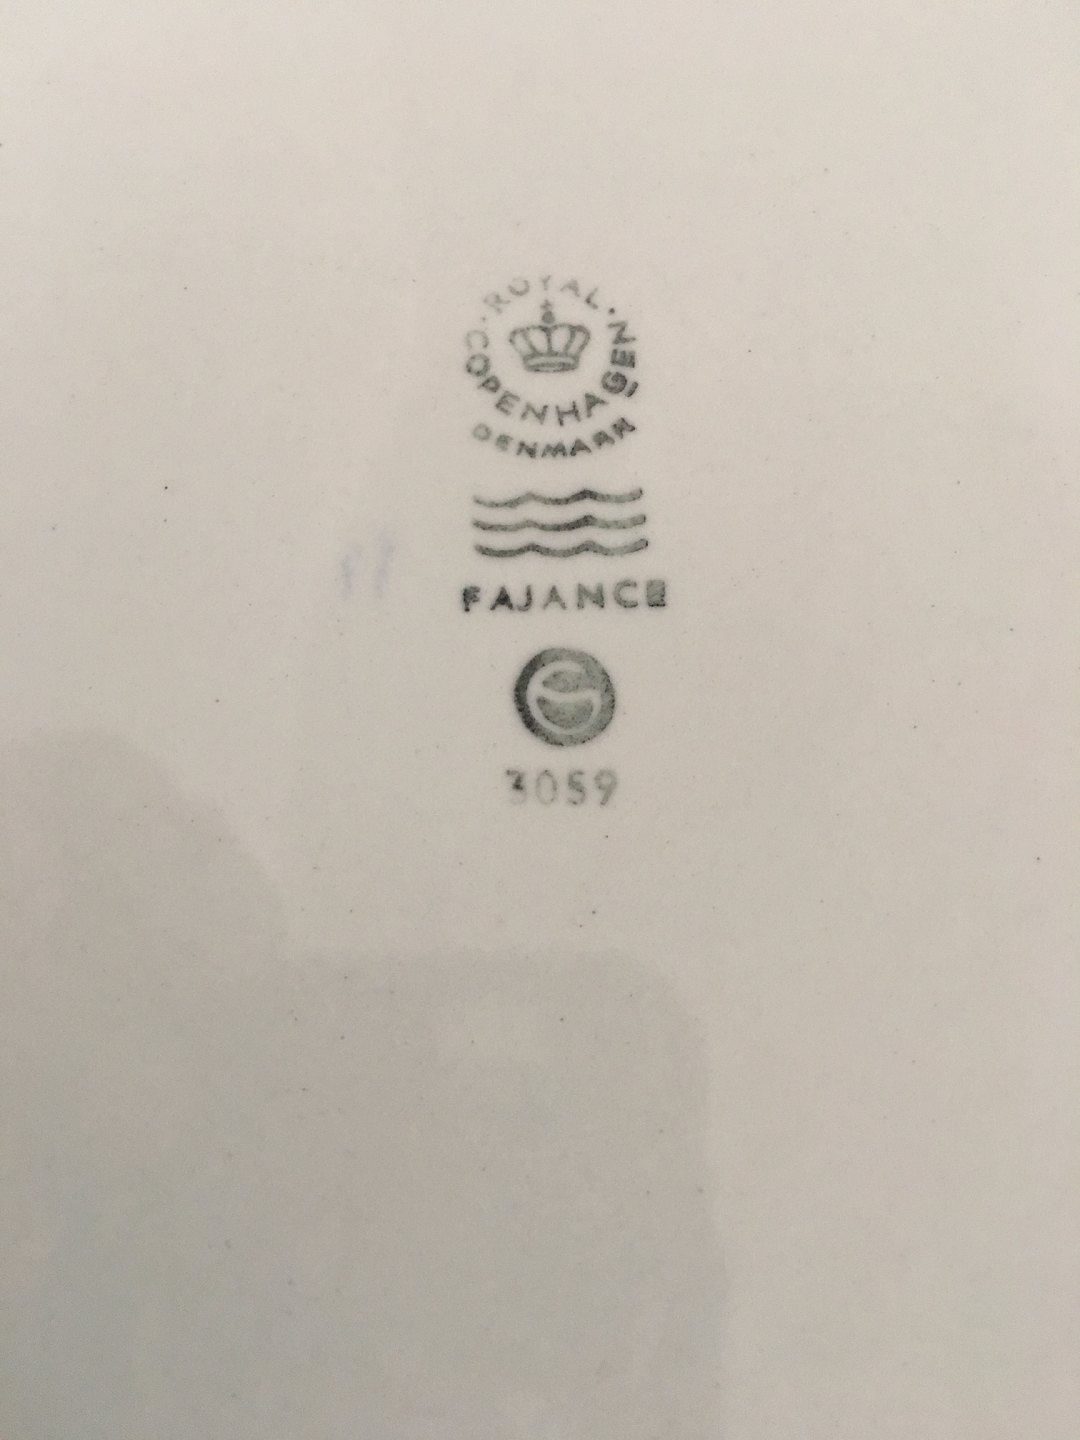 ROYAL
COPENHAGEN
DENMARK
FAJANCE
3059